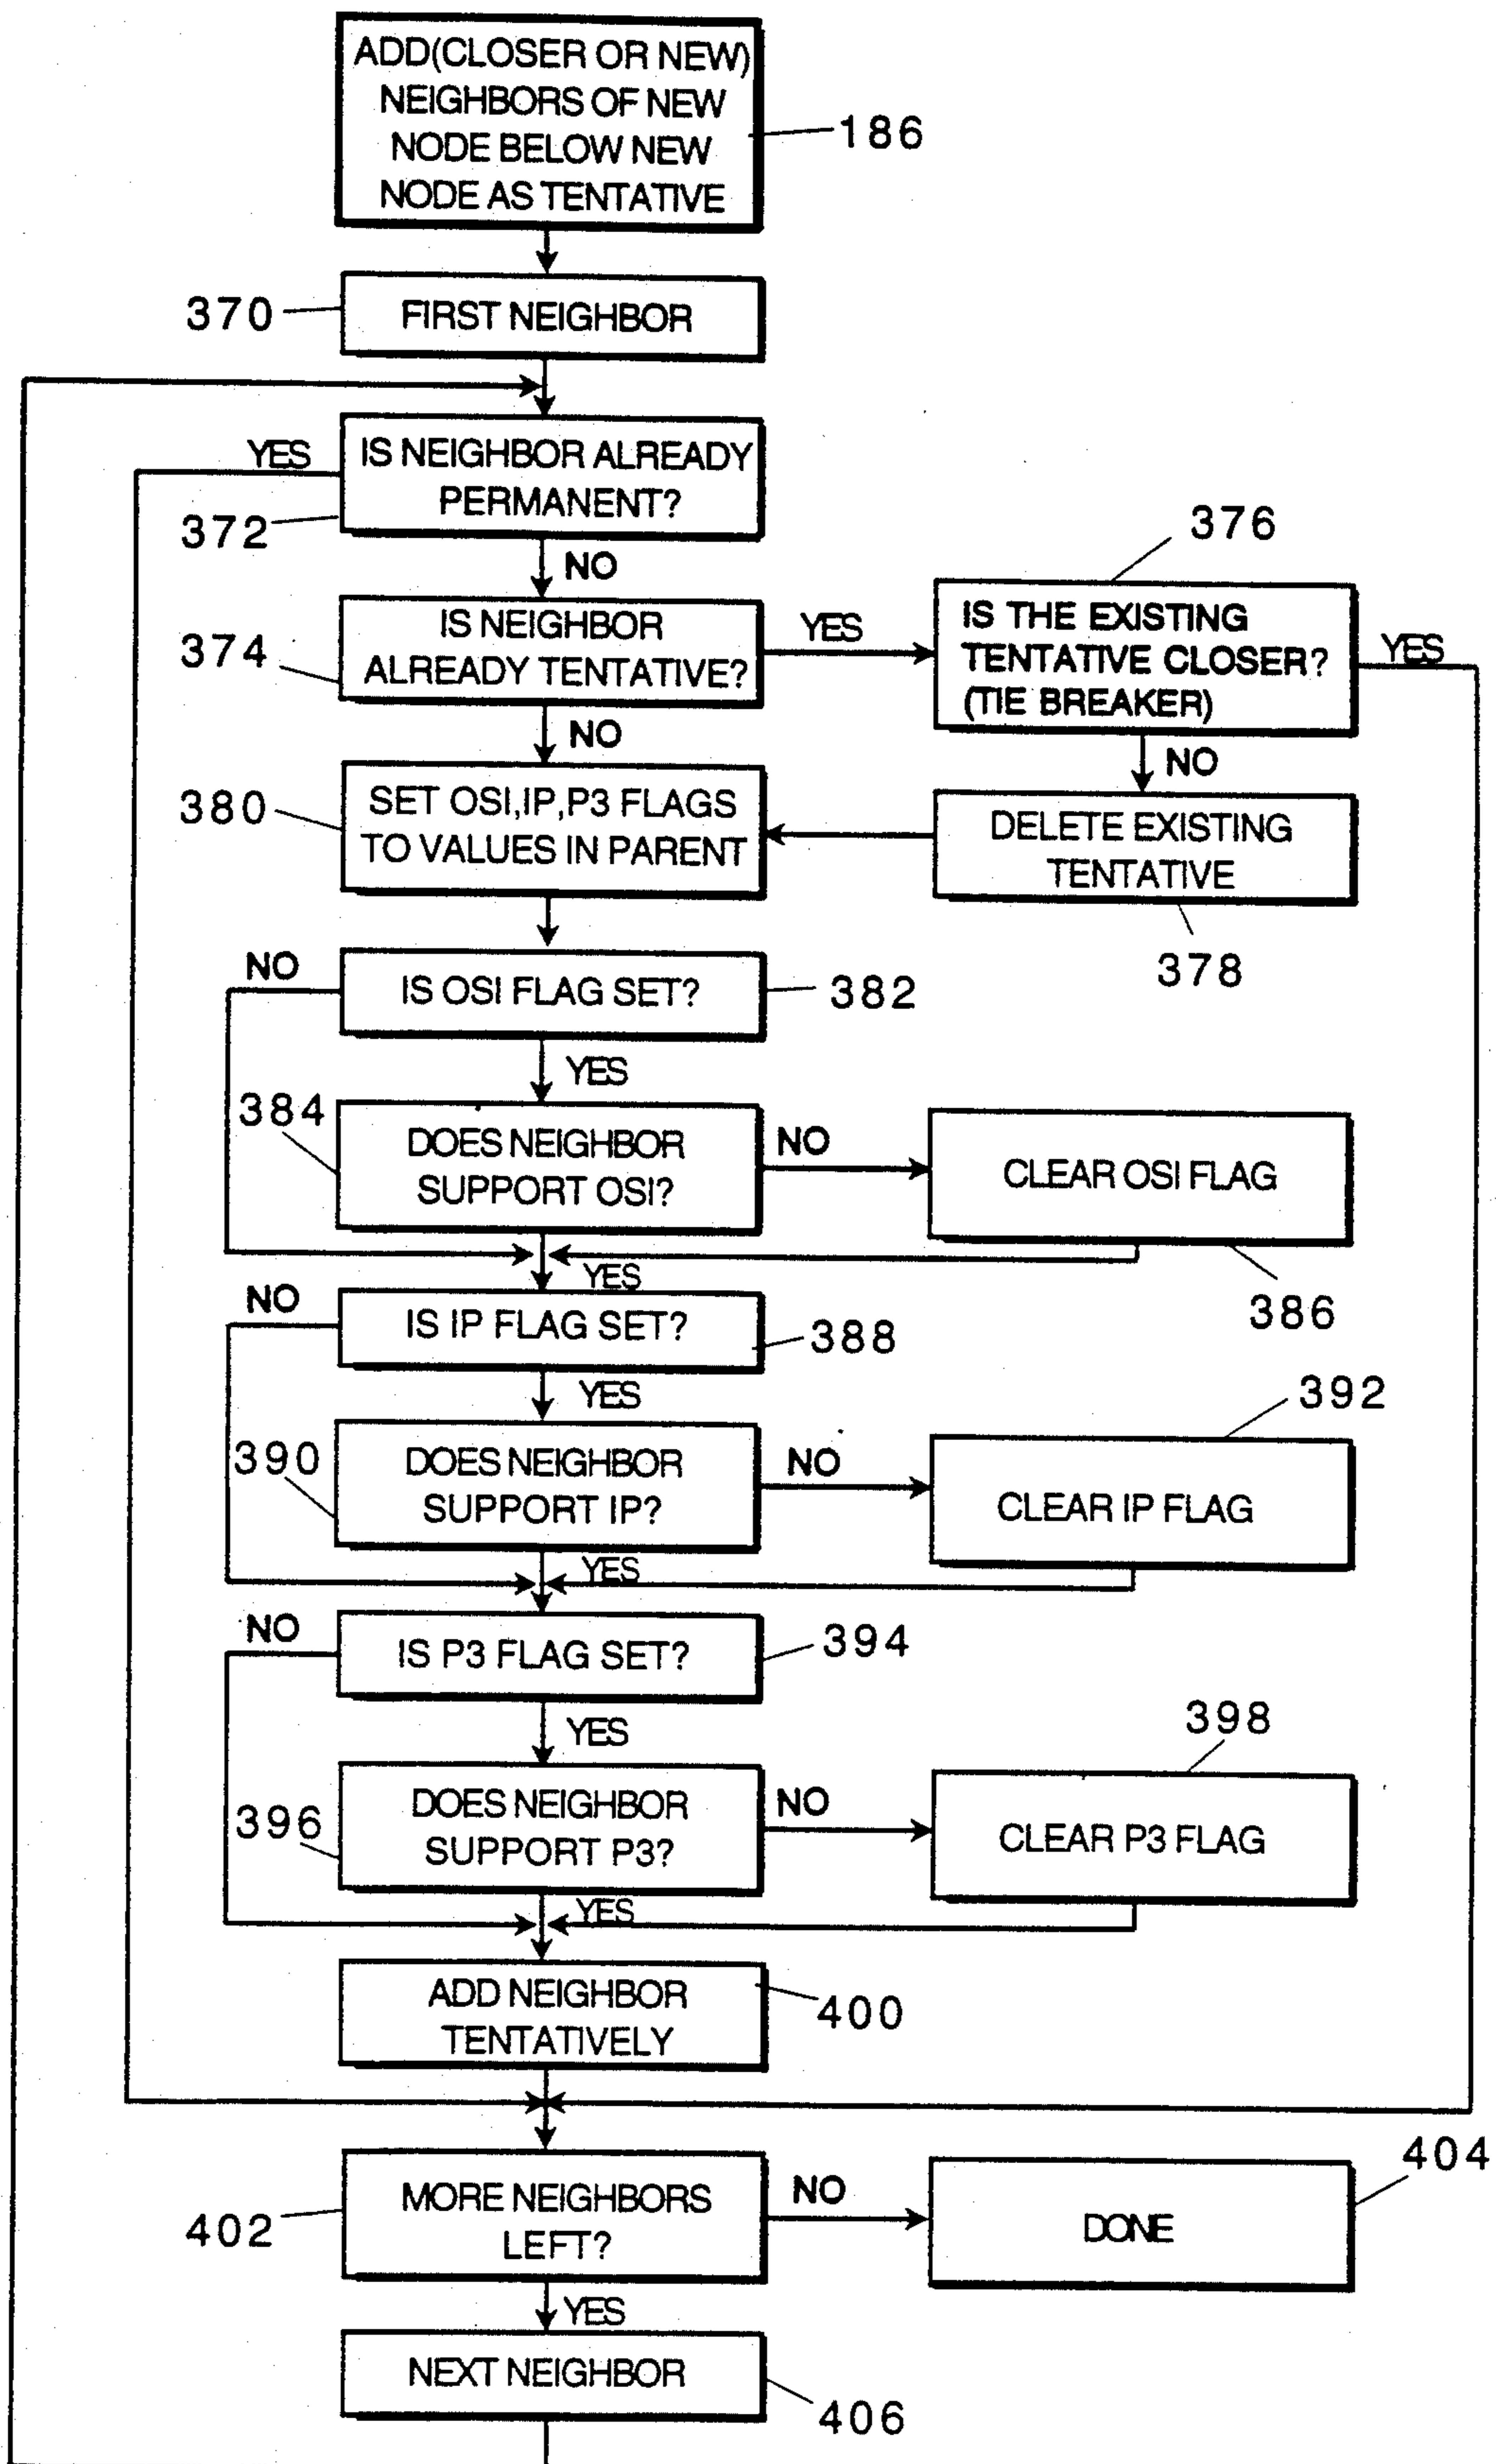 ADD(CLOSER OR NEW)
NEIGHBORS OF NEW
NODE BELOW NEW
NODE AS TENTATIVE
186
370
FIRST NEIGHBOR
YES
IS NEIGHBOR ALREADY
PERMANENT?
372
NO
376
IS NEIGHBOR
ALREADY TENTATIVE?
374
YES
IS THE EXISTING
TENTATIVE CLOSER?
(TIE BREAKER)
YES
NO
NO
380
SET OSI,IP,P3 FLAGS
TO VALUES IN PARENT
DELETE EXISTING
TENTATIVE
378
NO
IS OSI FLAG SET?
382
YES
384
DOES NEIGHBOR
SUPPORT OSI?
NO
CLEAR OSI FLAG
386
YES
NO
IS IP FLAG SET?
388
YES
392
390
DOES NEIGHBOR
SUPPORT IP?
NO
CLEAR IP FLAG
YES
NO
IS P3 FLAG SET?
394
YES
398
396
DOES NEIGHBOR
SUPPORT P3?
NO
CLEAR P3 FLAG
YES
ADD NEIGHBOR
TENTATIVELY
400
404
402
MORE NEIGHBORS
LEFT?
NO
DONE
YES
NEXT NEIGHBOR
406